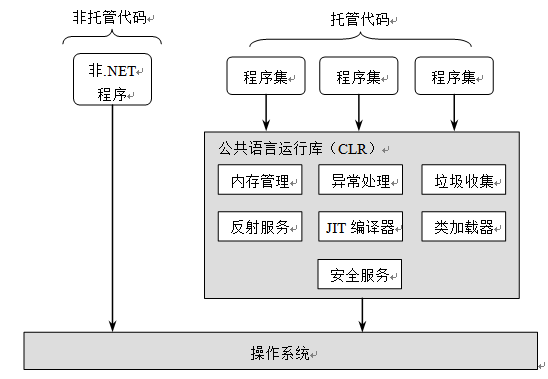 非托管代码
托管代码
非.NET
程序
程序集
程序集
程序集
公共语言运行库（CLR）
内存管理
异常处理
垃圾收集
反射服务
JIT 编译器
类加载器
安全服务
操作系统